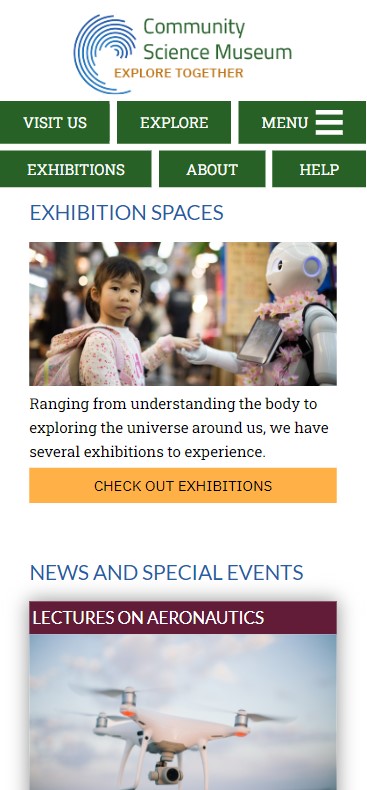 Community
Science Museum
EXPLORE TOGETHER
VISIT US
EXPLORE
MENU
EXHIBITIONS
ABOUT
HELP
EXHIBITION SPACES
Ranging from understanding the body to
exploring the universe around us, we have
several exhibitions to experience.
CHECK OUT EXHIBITIONS
NEWS AND SPECIAL EVENTS
LECTURES ON AERONAUTICS